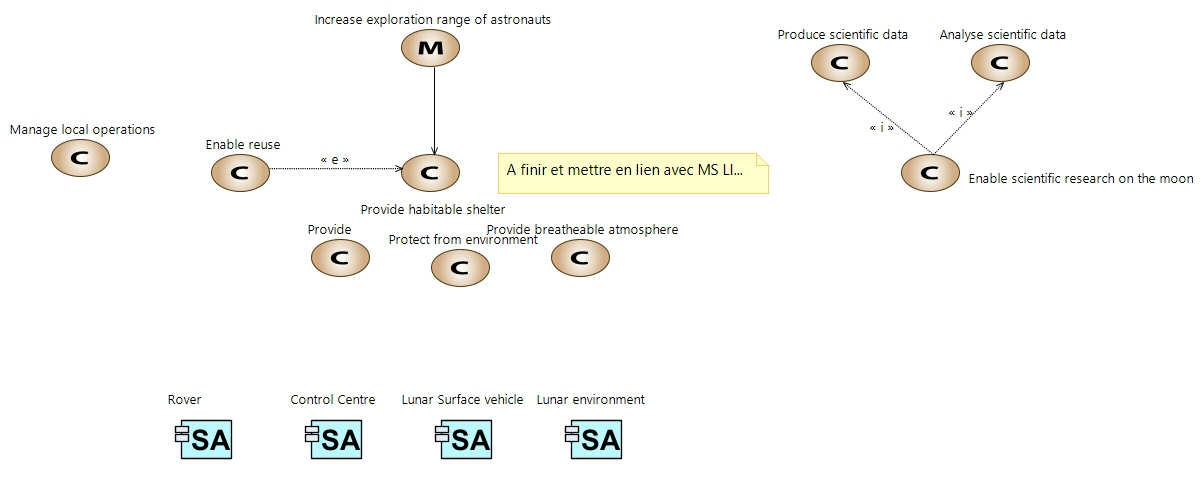 Increase exploration range of astronauts
M
Produce scientific data
C
Analyse scientific data
C
Manage local operations
C
Enable reuse
C
« e »
C
Provide habitable shelter
A finir et mettre en lien avec MS LI...
« i »
« i »
C
Enable scientific research on the moon
Provide
C
Protect from environment
C
Provide breatheable atmosphere
C
Rover
SA
Control Centre
SA
Lunar Surface vehicle
SA
Lunar environment
SA